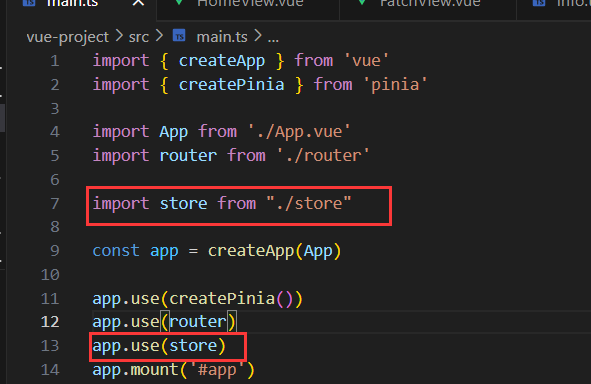 main.ts
HomeView.vue
FatchView.vue
vue-project > src > TS main.ts > ...
1 import { createApp } from 'vue'
2 import { createPinia } from 'pinia'
3
4 import App from './App.vue'
5 import router from './router'
6
7 import store from "./store"
8
9 const app = createApp(App)
10
11 app.use(createPinia())
12 app.use(router)
13 app.use(store)
14 app.mount('#app')